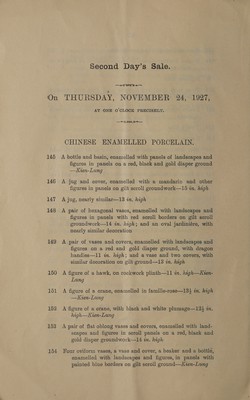 Second Day's Sale.
On THURSDAY, NOVEMBER 24, 1927,
AT ONE O'CLOCK PRECISELY.
CHINESE ENAMELLED PORCELAIN.
145 A bottle and basin, enamelled with panels of landscapes and
figures in panels on a red, black and gold diaper ground
—Kien-Lung
146 A jug and cover, enamelled with a mandarin and other
figures in panels on gilt scroll groundwork—13 in. high
147 A jug, nearly similar—13 in. high
148 A pair of hexagonal vases, enamelled with landscapes and
figures in panels with red scroll borders on gilt scroll
groundwork—14 in. high; and an oval jardinière, with
nearly similar decoration
149 A pair of vases and covers, enamelled with landscapes and
figures on a red and gold diaper ground, with dragon
handles—11 in. high; and a vase and two covers, with
similar decoration on gilt ground—13 in. high
150 A figure of a hawk, on rockwork plinth—11 in. high—Kien-
Lung
151 A figure of a crane, enamelled in famille-rose—13½ in. high
—Kien-Lung
152 A figure of a crane, with black and white plumage—13½ in.
high—Kien-Lung
153 A pair of flat oblong vases and covers, enamelled with land-
scapes and figures in small panels on a red, black and
gold diaper groundwork—11 in. high
154 Four oviform vases, a vase and cover, a beaker and a bottle,
enamelled with landscapes and figures, in panels with
painted blue borders on gilt scroll ground—Kien-Lung